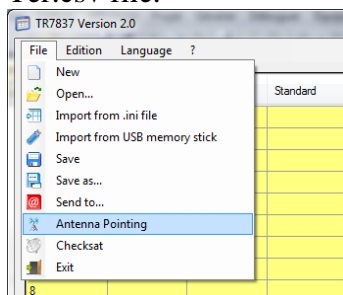 TR7837 Version 2.0
File Edition Language ?
New
Open...
Standard
Import from .ini file
Import from USB memory stick
Save
Save as...
Send to...
Antenna Pointing
Checksat
Exit
8